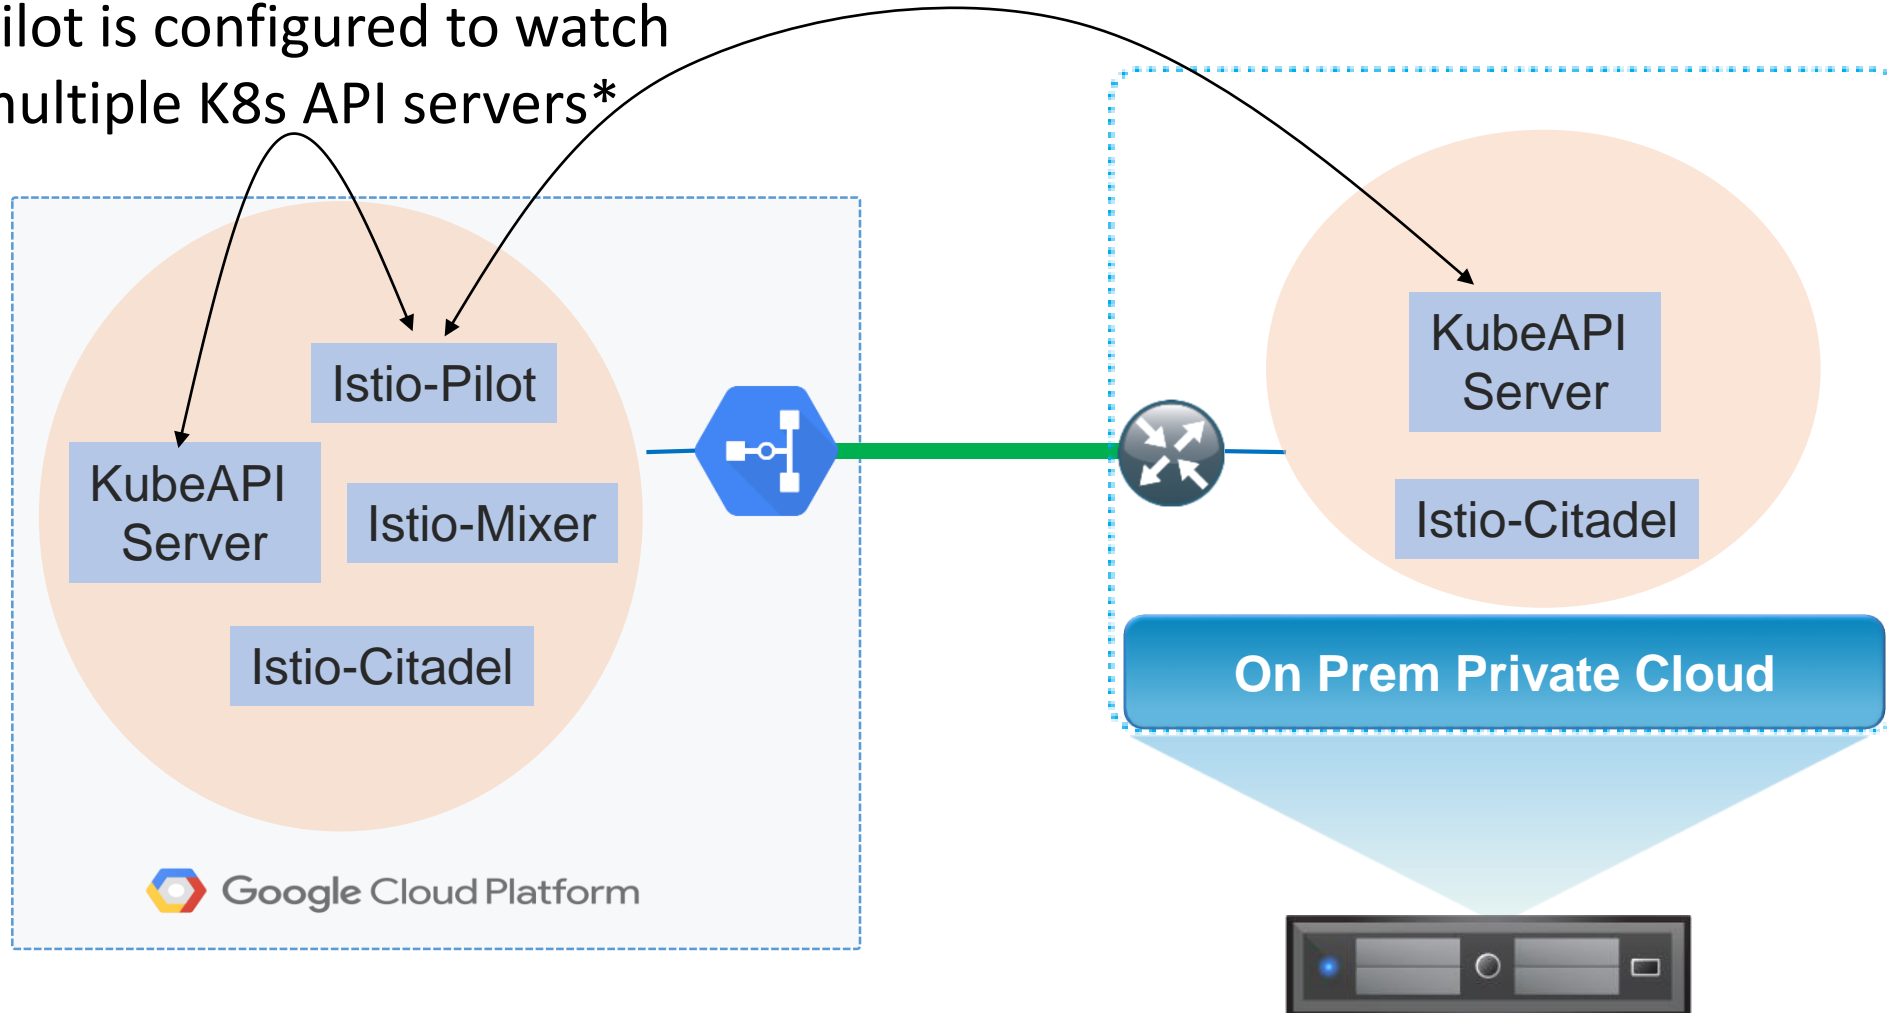 ilot is configured to watch
multiple K8s API servers*
Istio-Pilot
KubeAPI
Server
Istio-Mixer
Istio-Citadel
Google Cloud Platform
KubeAPI
Server
Istio-Citadel
On Prem Private Cloud